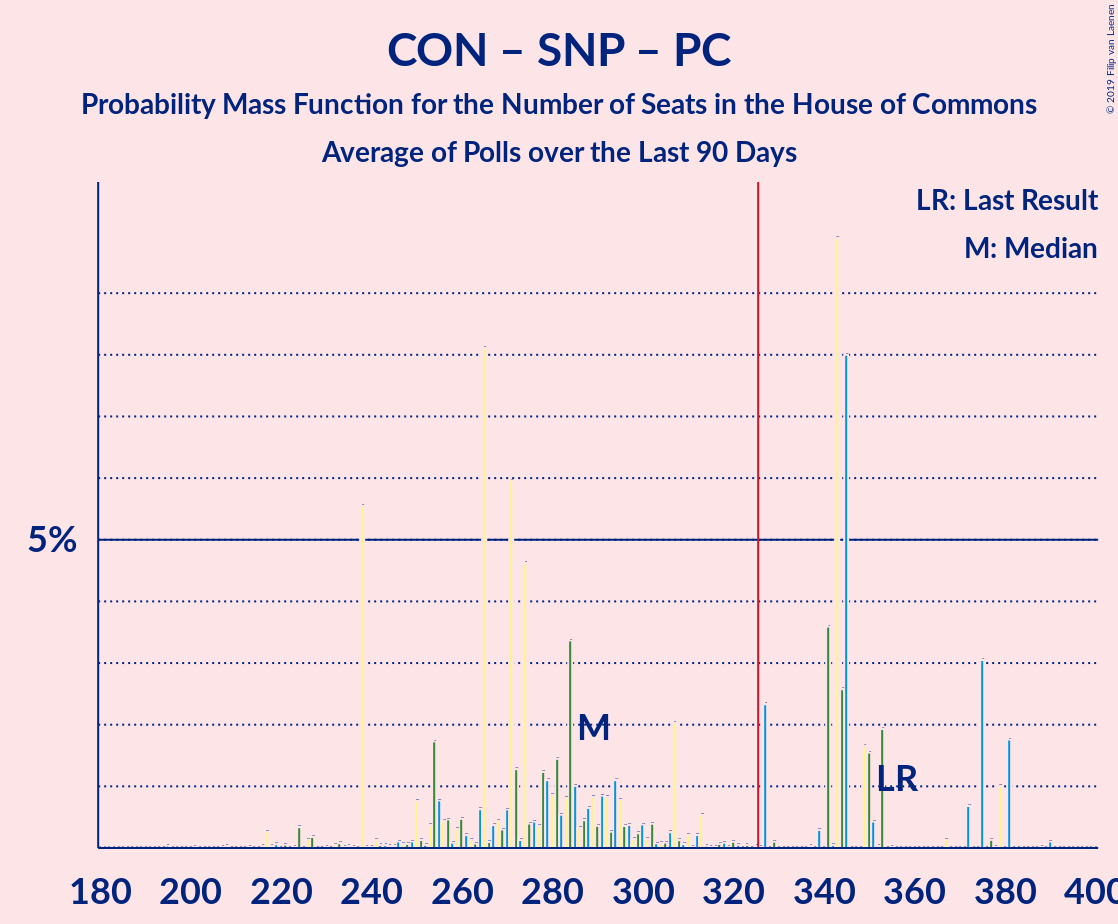 CON – SNP – PC
Probability Mass Function for the Number of Seats in the House of Commons
Average of Polls over the Last 90 Days
© 2019 Filip van Laenen
LR: Last Result
M: Median
5%
M
LR
180 200 220 240 260 280 300 320 340 360 380 400